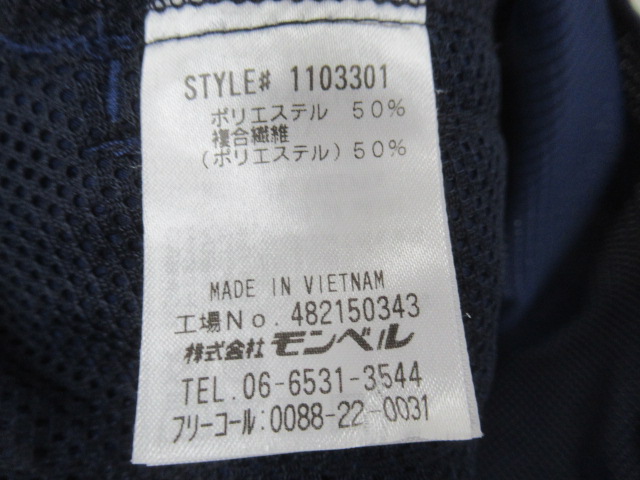 STYLE# 1103301
ポリエステル 50%
複合繊維
(ポリエステル)50%
MADE IN VIETNAM
工場No. 482150343
株式会社 モンベル
TEL. 06-6531-3544
フリーコール:0088-22-0031